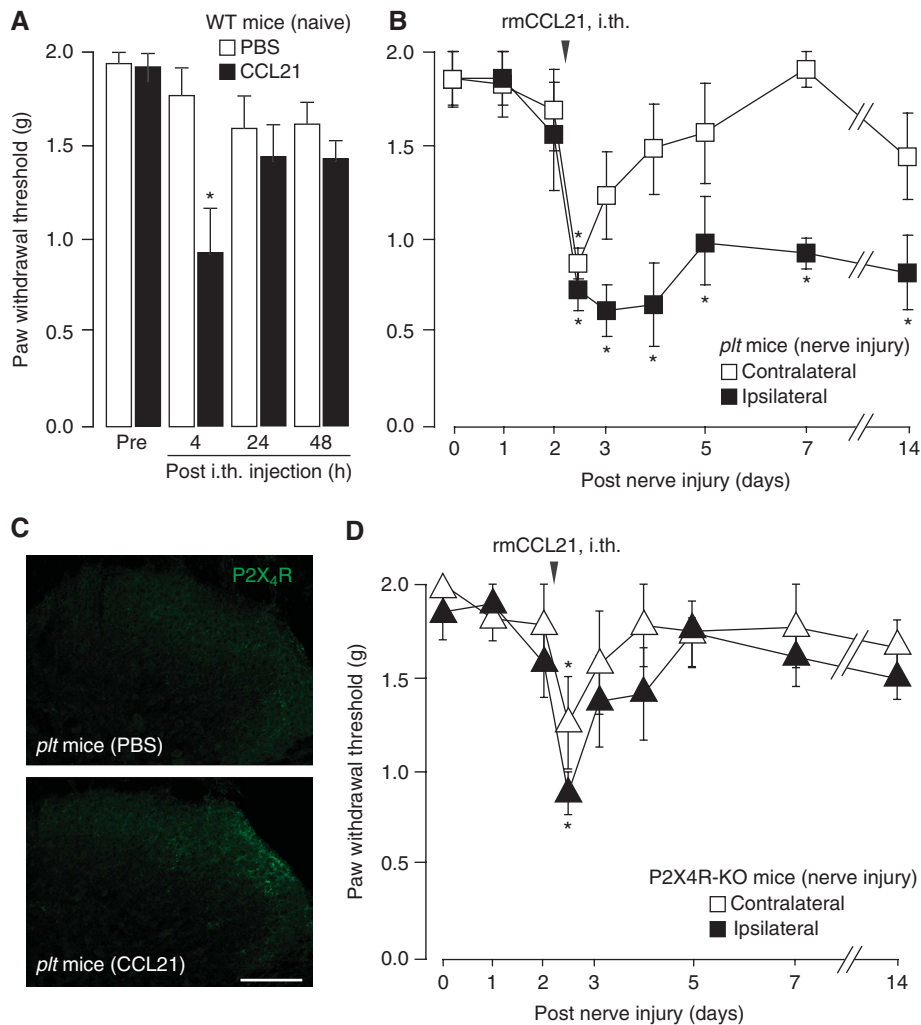 A
WT mice (naive)
PBS
CCL21
Paw withdrawal threshold (g)
2.0
1.5
1.0
0.5
0.0
*
Pre
4
24
48
Post i.th. injection (h)
B
rmCCL21, i.th.
2.0
1.5
1.0
0.5
0.0
*
*
*
*
*
*
*
plt mice (nerve injury)
Contralateral
Ipsilateral
0
1
2
3
5
7
14
Post nerve injury (days)
C
P2X4R
plt mice (PBS)
plt mice (CCL21)
D
rmCCL21, i.th.
Paw withdrawal threshold (g)
2.0
1.5
1.0
0.5
0.0
*
*
P2X4R-KO mice (nerve injury)
Contralateral
Ipsilateral
0
1
2
3
5
7
14
Post nerve injury (days)